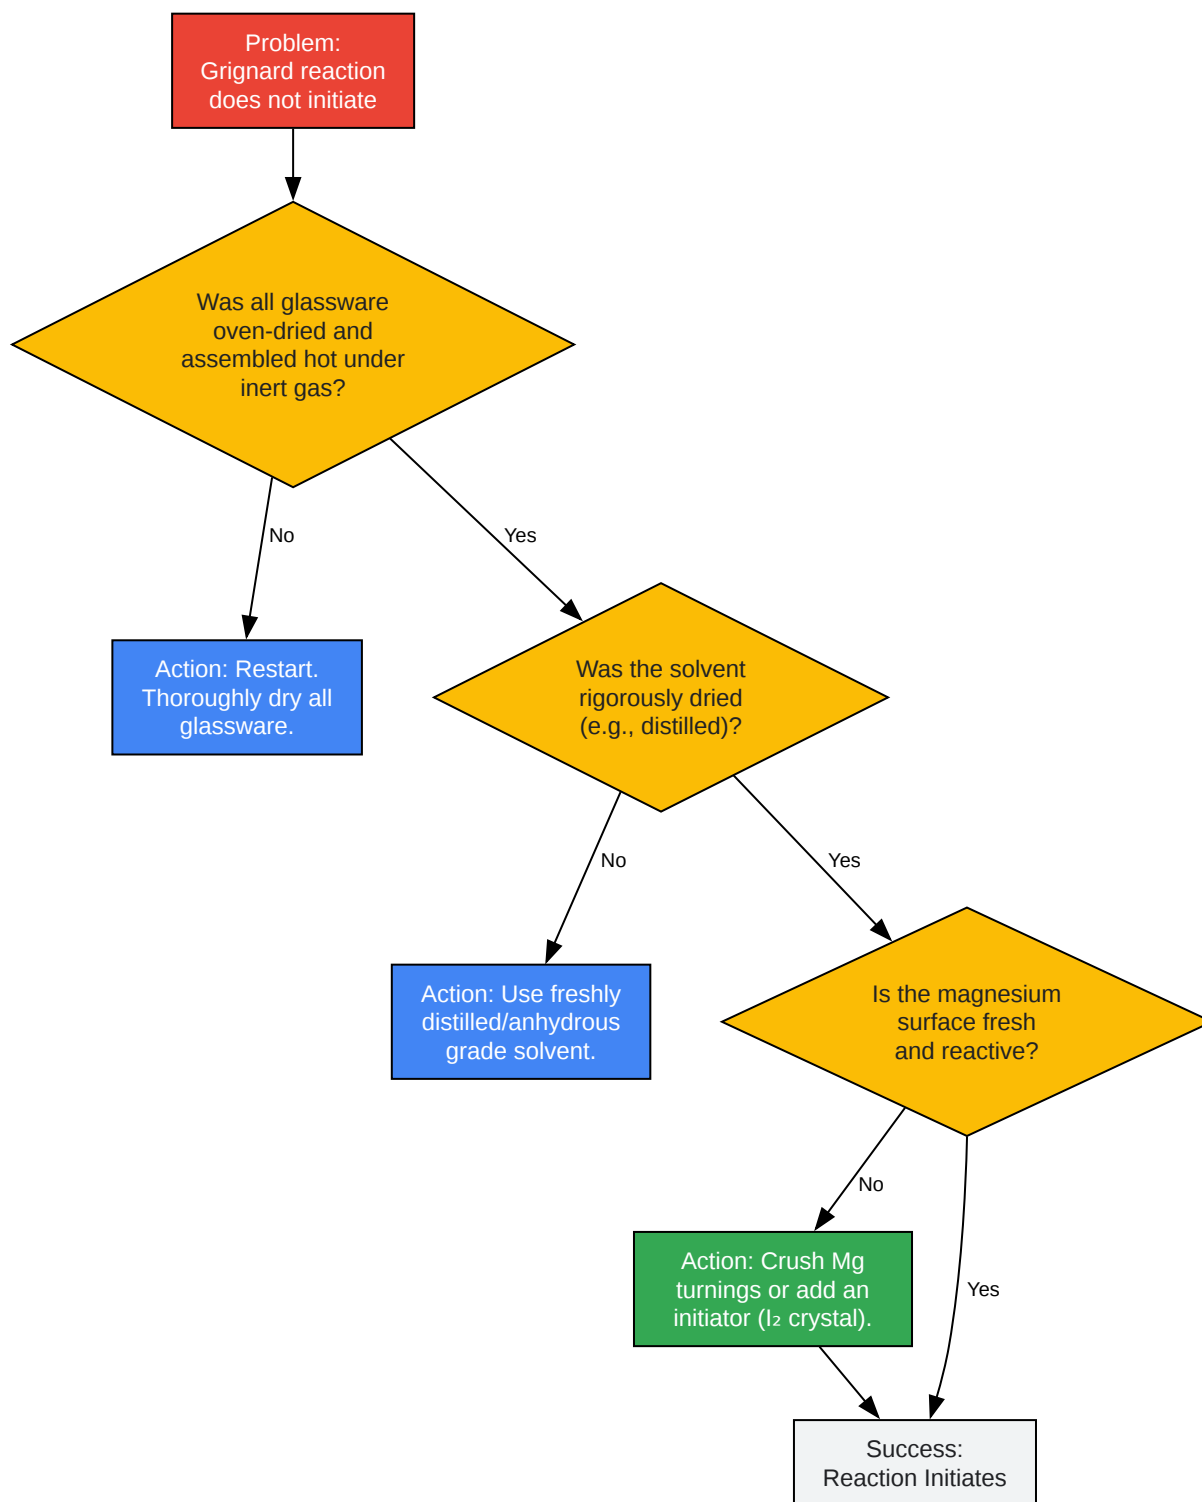 Problem:
Grignard reaction
does not initiate
Was all glassware
oven-dried and
assembled hot under
inert gas?
No
Yes
Action: Restart.
Thoroughly dry all
glassware.
Was the solvent
rigorously dried
(e.g., distilled)?
No
Yes
Action: Use freshly
distilled/anhydrous
grade solvent.
Is the magnesium
surface fresh
and reactive?
No
Yes
Action: Crush Mg
turnings or add an
initiator (I₂ crystal).
Success:
Reaction Initiates